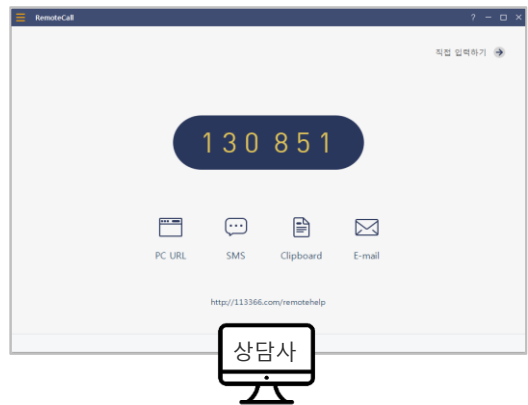 RemoteCall
직접 입력하기
130 851
PC URL SMS Clipboard E-mail
http://113366.com/remotehelp
상담사